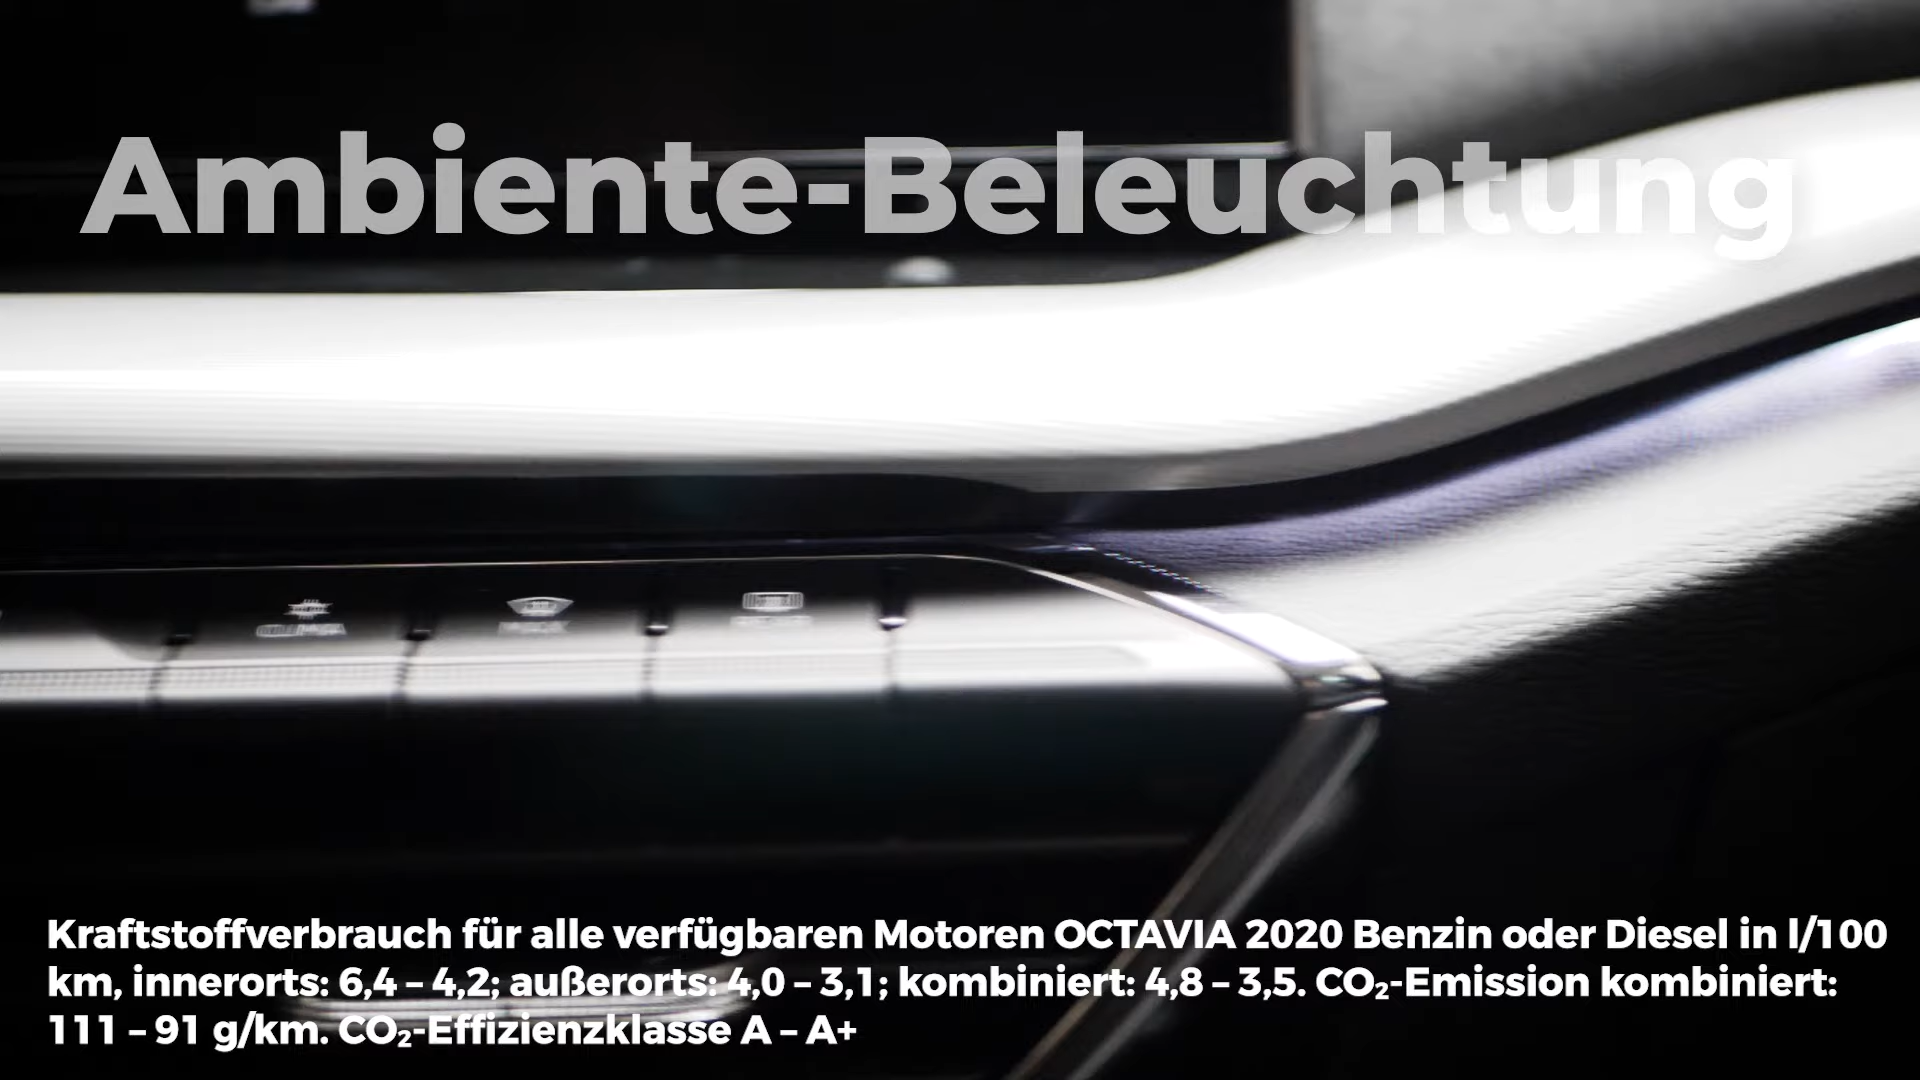 Ambiente-Beleuchtung
Kraftstoffverbrauch für alle verfügbaren Motoren OCTAVIA 2020 Benzin oder Diesel in l/100
km, innerorts: 6,4 – 4,2; außerorts: 4,0 – 3,1; kombiniert: 4,8 – 3,5. CO₂-Emission kombiniert:
111 – 91 g/km. CO₂-Effizienzklasse A – A+